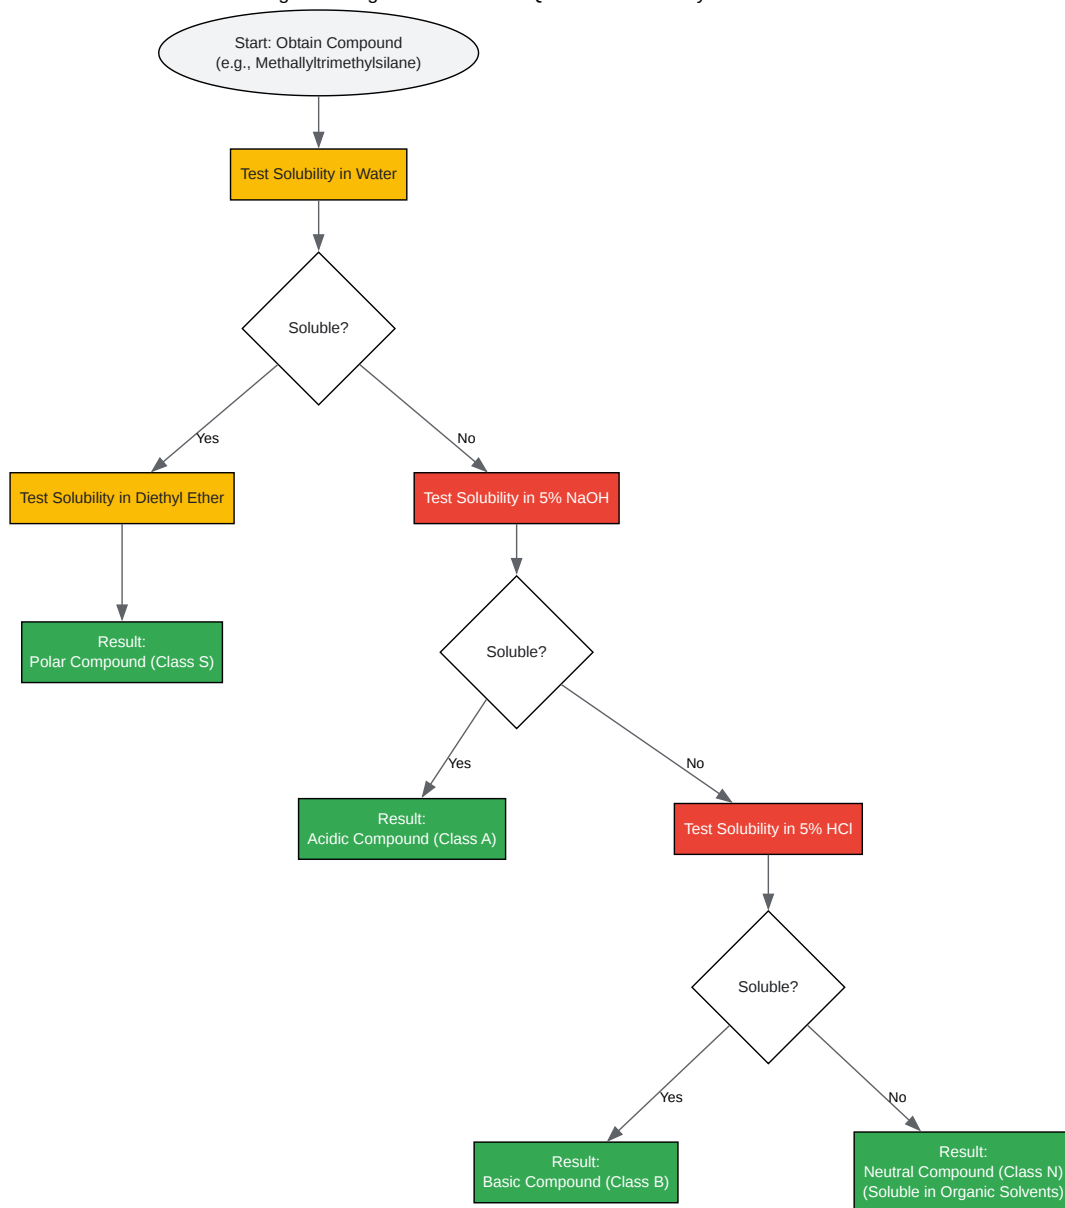 Start: Obtain Compound
(e.g., Methallyltrimethylsilane)
Test Solubility in Water
Soluble?
Yes
No
Test Solubility in Diethyl Ether
Test Solubility in 5% NaOH
Result:
Polar Compound (Class S)
Soluble?
Yes
No
Result:
Acidic Compound (Class A)
Test Solubility in 5% HCl
Soluble?
Yes
No
Result:
Basic Compound (Class B)
Result:
Neutral Compound (Class N)
(Soluble in Organic Solvents)